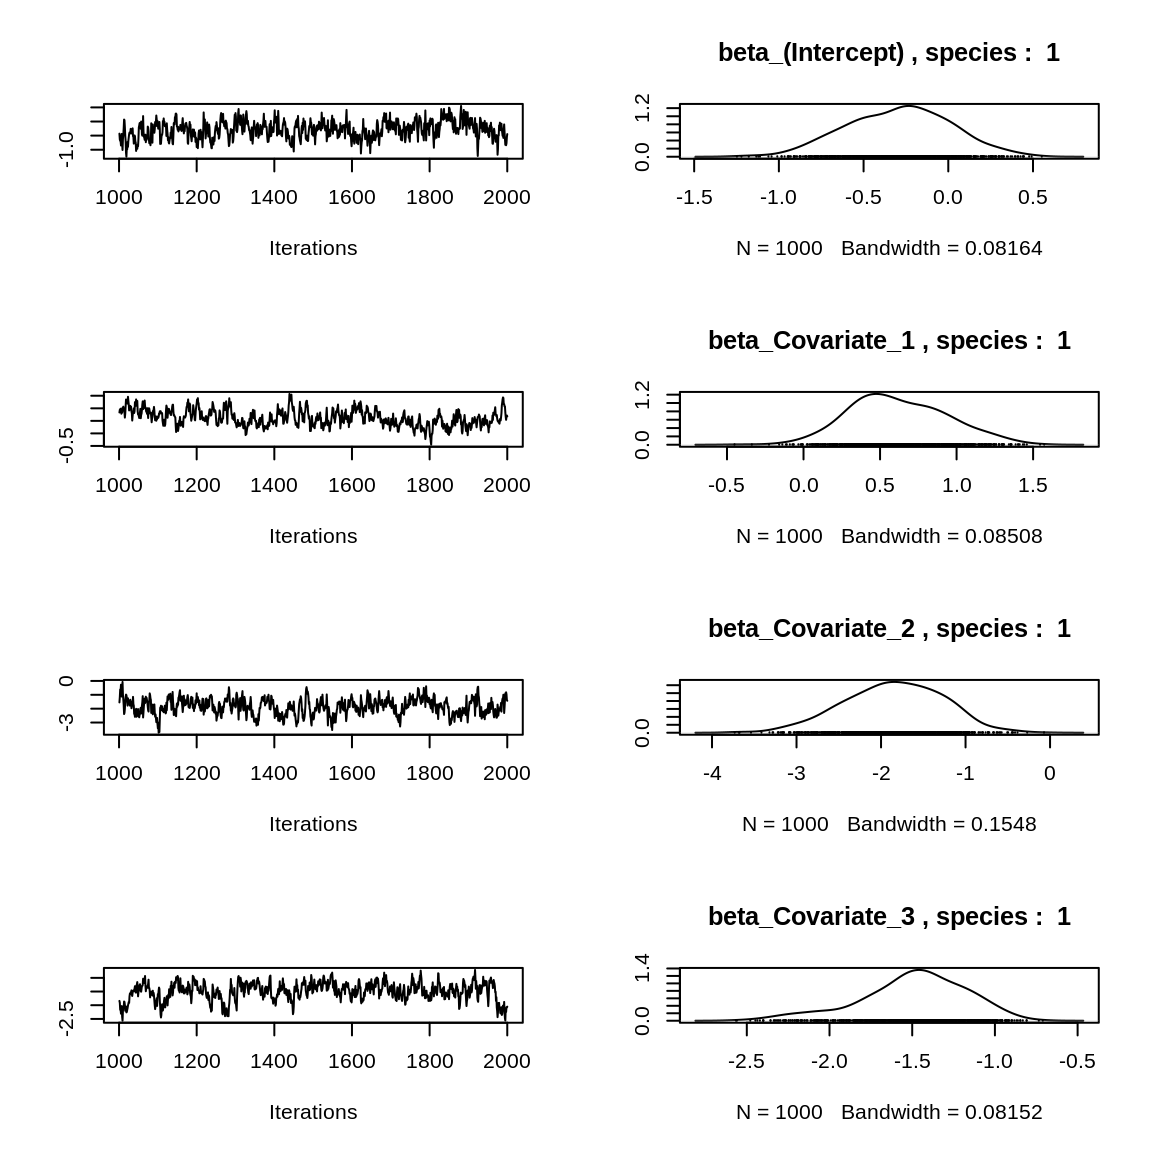 beta_(Intercept) , species :  1
-1.0
1000 1200 1400 1600 1800 2000
Iterations
0.0 1.2
-1.5 -1.0 -0.5 0.0 0.5
N = 1000   Bandwidth = 0.08164
beta_Covariate_1 , species :  1
-0.5
1000 1200 1400 1600 1800 2000
Iterations
0.0 1.2
-0.5 0.0 0.5 1.0 1.5
N = 1000   Bandwidth = 0.08508
beta_Covariate_2 , species :  1
-3 0
1000 1200 1400 1600 1800 2000
Iterations
0.0
-4 -3 -2 -1 0
N = 1000   Bandwidth = 0.1548
beta_Covariate_3 , species :  1
-2.5
1000 1200 1400 1600 1800 2000
Iterations
0.0 1.4
-2.5 -2.0 -1.5 -1.0 -0.5
N = 1000   Bandwidth = 0.08152